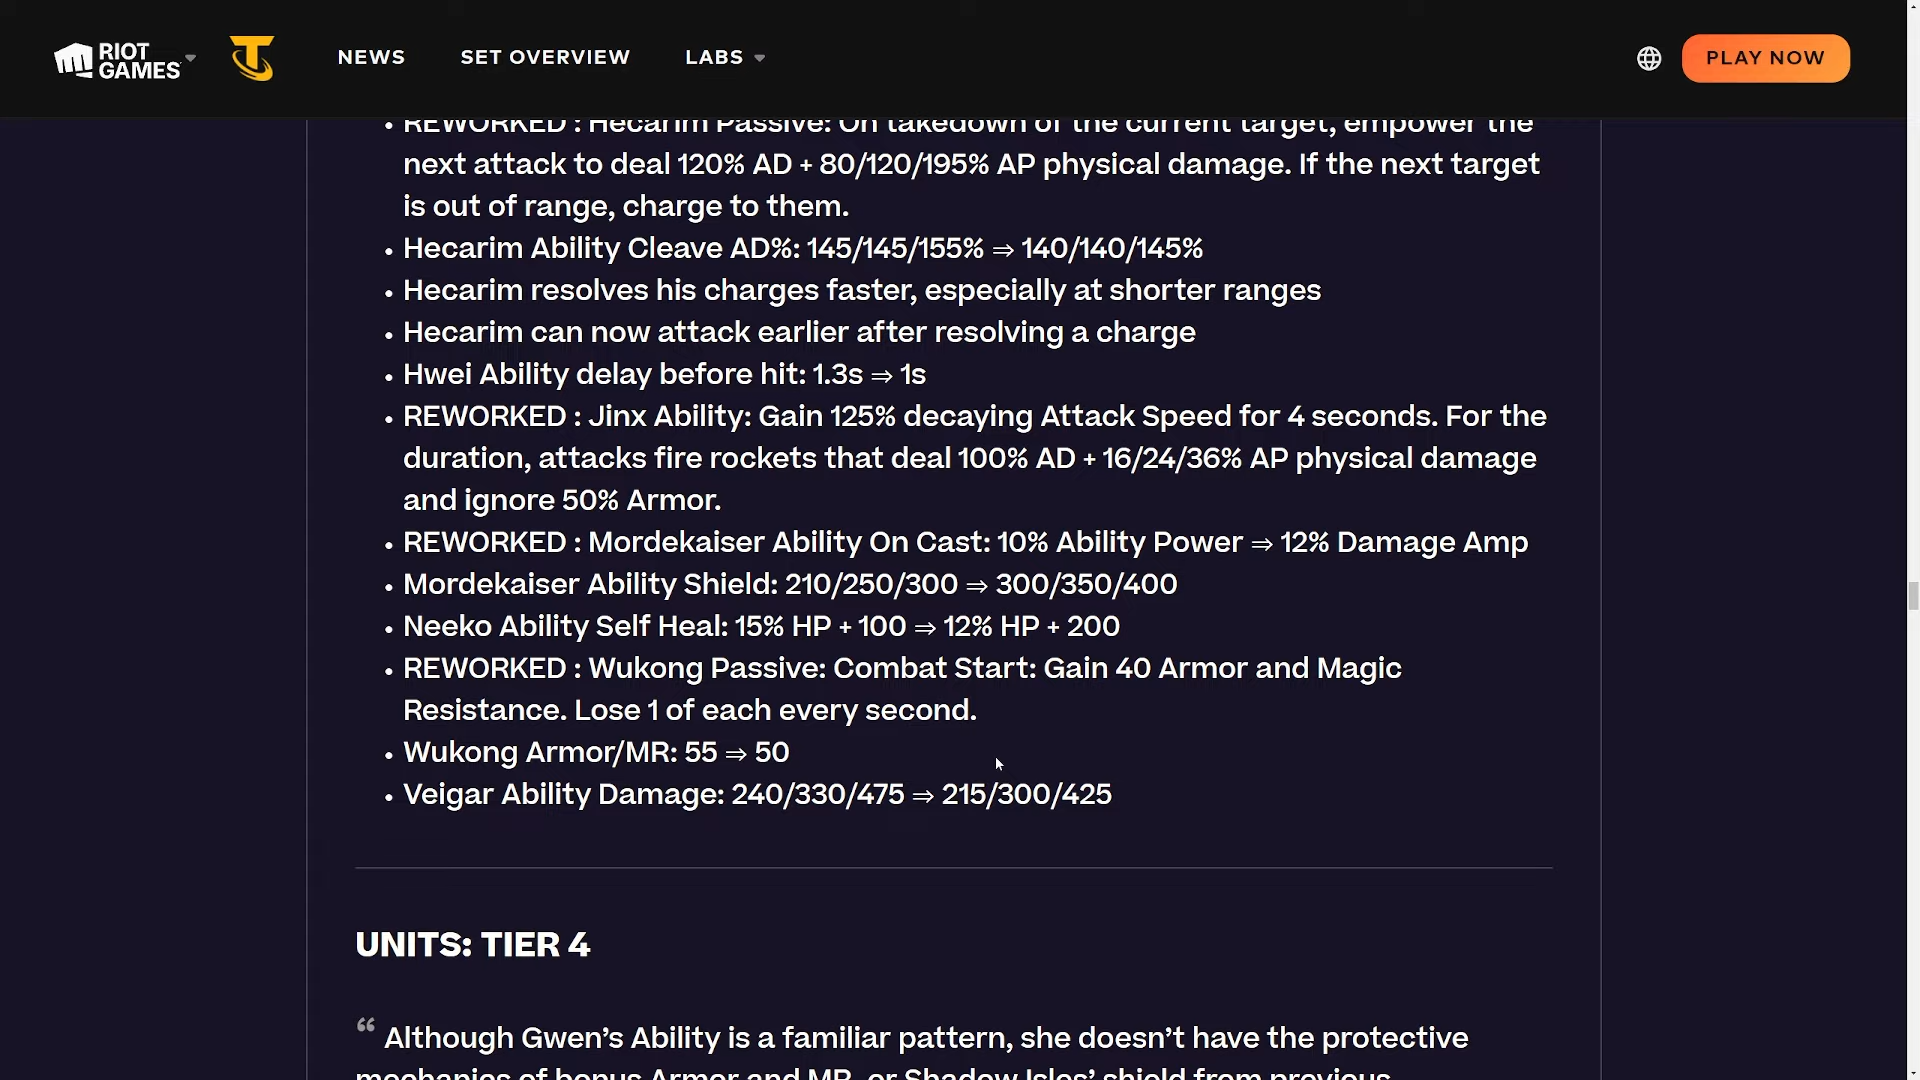 RIOT GAMES
NEWS
SET OVERVIEW
LABS
PLAY NOW
• REWORKED : Hecarim Passive: On takedown of the current target, empower the
next attack to deal 120% AD + 80/120/195% AP physical damage. If the next target
is out of range, charge to them.
• Hecarim Ability Cleave AD%: 145/145/155% ⇒ 140/140/145%
• Hecarim resolves his charges faster, especially at shorter ranges
• Hecarim can now attack earlier after resolving a charge
• Hwei Ability delay before hit: 1.3s ⇒ 1s
• REWORKED : Jinx Ability: Gain 125% decaying Attack Speed for 4 seconds. For the
duration, attacks fire rockets that deal 100% AD + 16/24/36% AP physical damage
and ignore 50% Armor.
• REWORKED : Mordekaiser Ability On Cast: 10% Ability Power ⇒ 12% Damage Amp
• Mordekaiser Ability Shield: 210/250/300 ⇒ 300/350/400
• Neeko Ability Self Heal: 15% HP + 100 ⇒ 12% HP + 200
• REWORKED : Wukong Passive: Combat Start: Gain 40 Armor and Magic
Resistance. Lose 1 of each every second.
• Wukong Armor/MR: 55 ⇒ 50
• Veigar Ability Damage: 240/330/475 ⇒ 215/300/425
UNITS: TIER 4
“ Although Gwen’s Ability is a familiar pattern, she doesn’t have the protective
mechanics of bonus Armor and MR, or Shadow Isles’ shield from previous